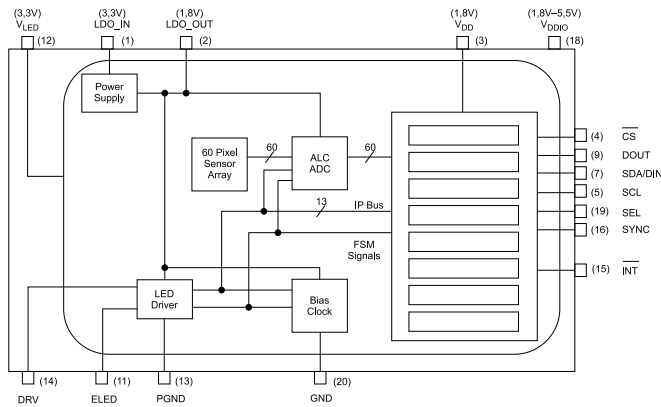 (3,3V)
VLED
(12)
(3,3V)
LDO_IN
(1)
(1,8V)
LDO_OUT
(2)
(1,8V)
VDD
(3)
(1,8V–5,5V)
VDDIO
(18)
Power
Supply
60 Pixel
Sensor
Array
60
ALC
ADC
60
13
IP Bus
FSM
Signals
LED
Driver
Bias
Clock
(4) CS
(9) DOUT
(7) SDA/DIN
(5) SCL
(19) SEL
(16) SYNC
(15) INT
(14)
DRV
(11)
ELED
(13)
PGND
(20)
GND